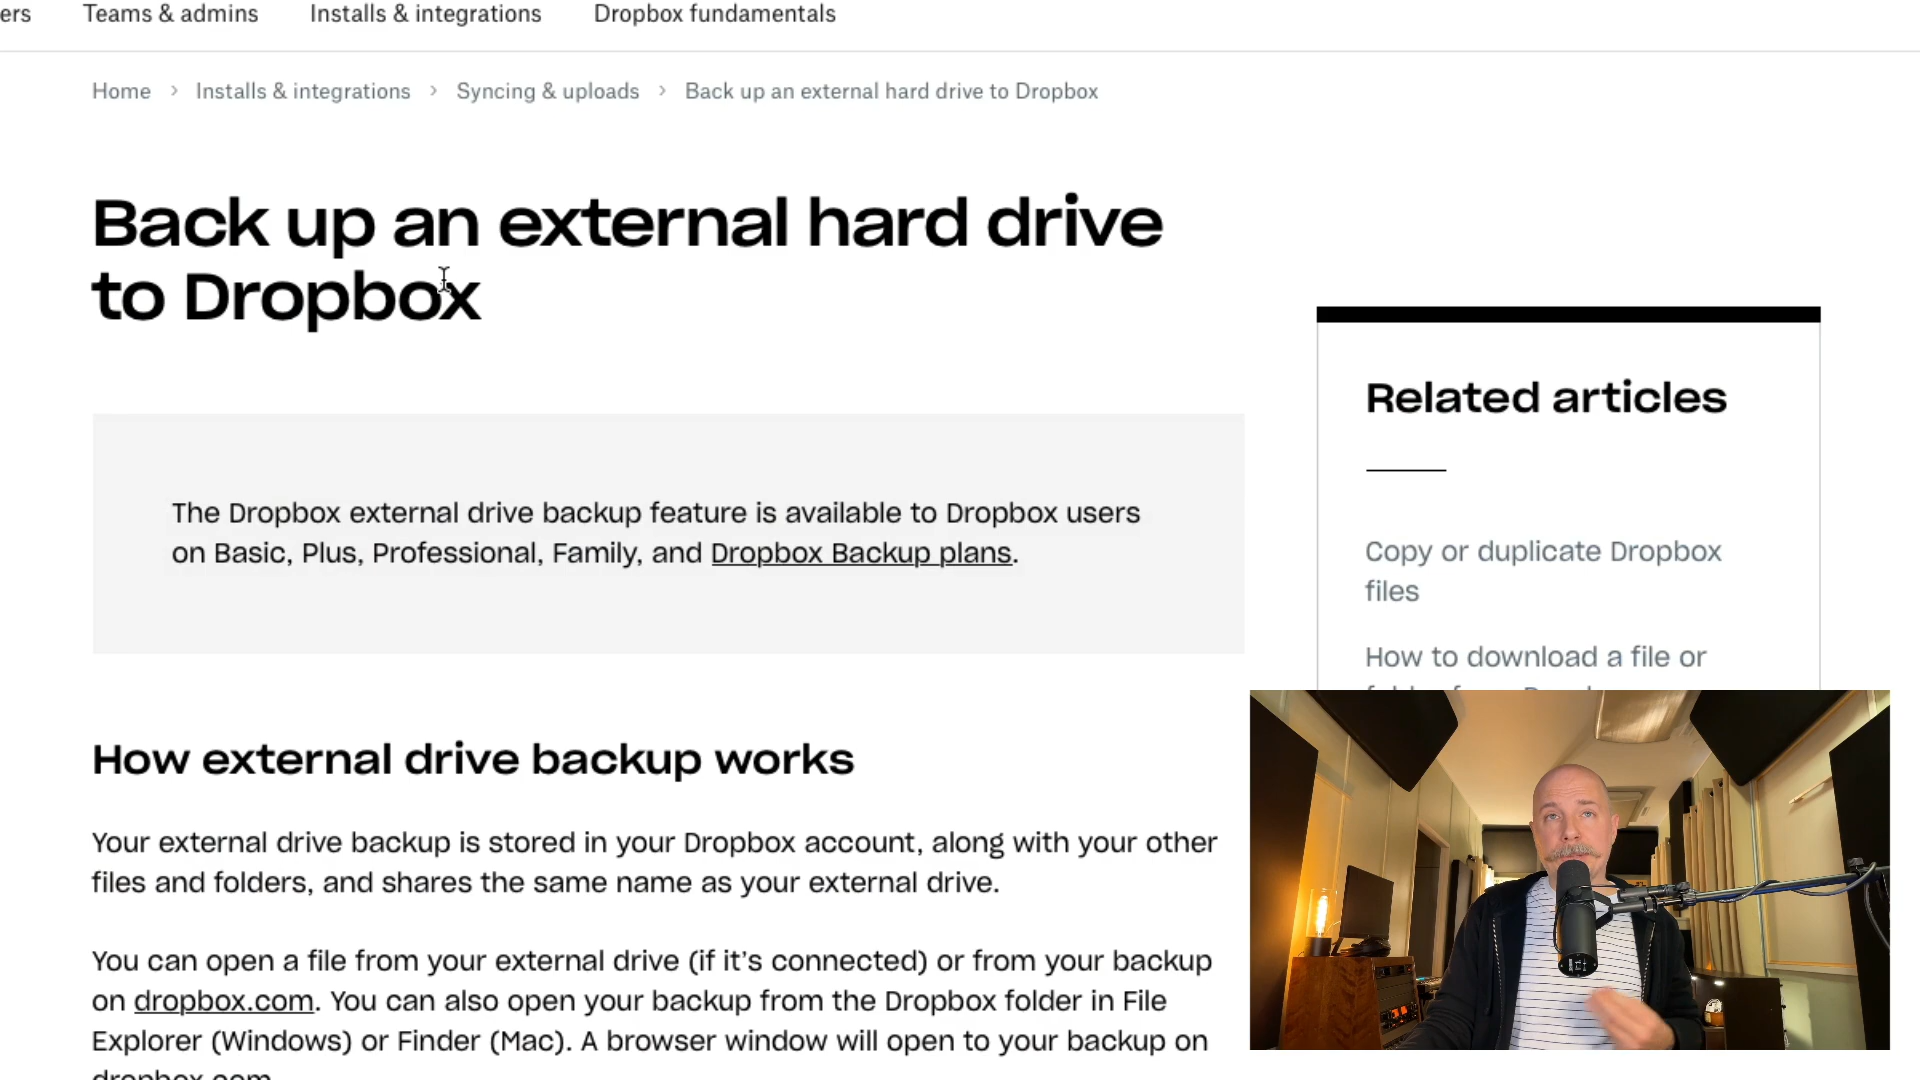 ers Teams & admins Installs & integrations Dropbox fundamentals
Home › Installs & integrations › Syncing & uploads › Back up an external hard drive to Dropbox
Back up an external hard drive
to Dropbox
The Dropbox external drive backup feature is available to Dropbox users
on Basic, Plus, Professional, Family, and Dropbox Backup plans.
How external drive backup works
Your external drive backup is stored in your Dropbox account, along with your other
files and folders, and shares the same name as your external drive.
You can open a file from your external drive (if it’s connected) or from your backup
on dropbox.com. You can also open your backup from the Dropbox folder in File
Explorer (Windows) or Finder (Mac). A browser window will open to your backup on
dropbox.com
Related articles
Copy or duplicate Dropbox
files
How to download a file or